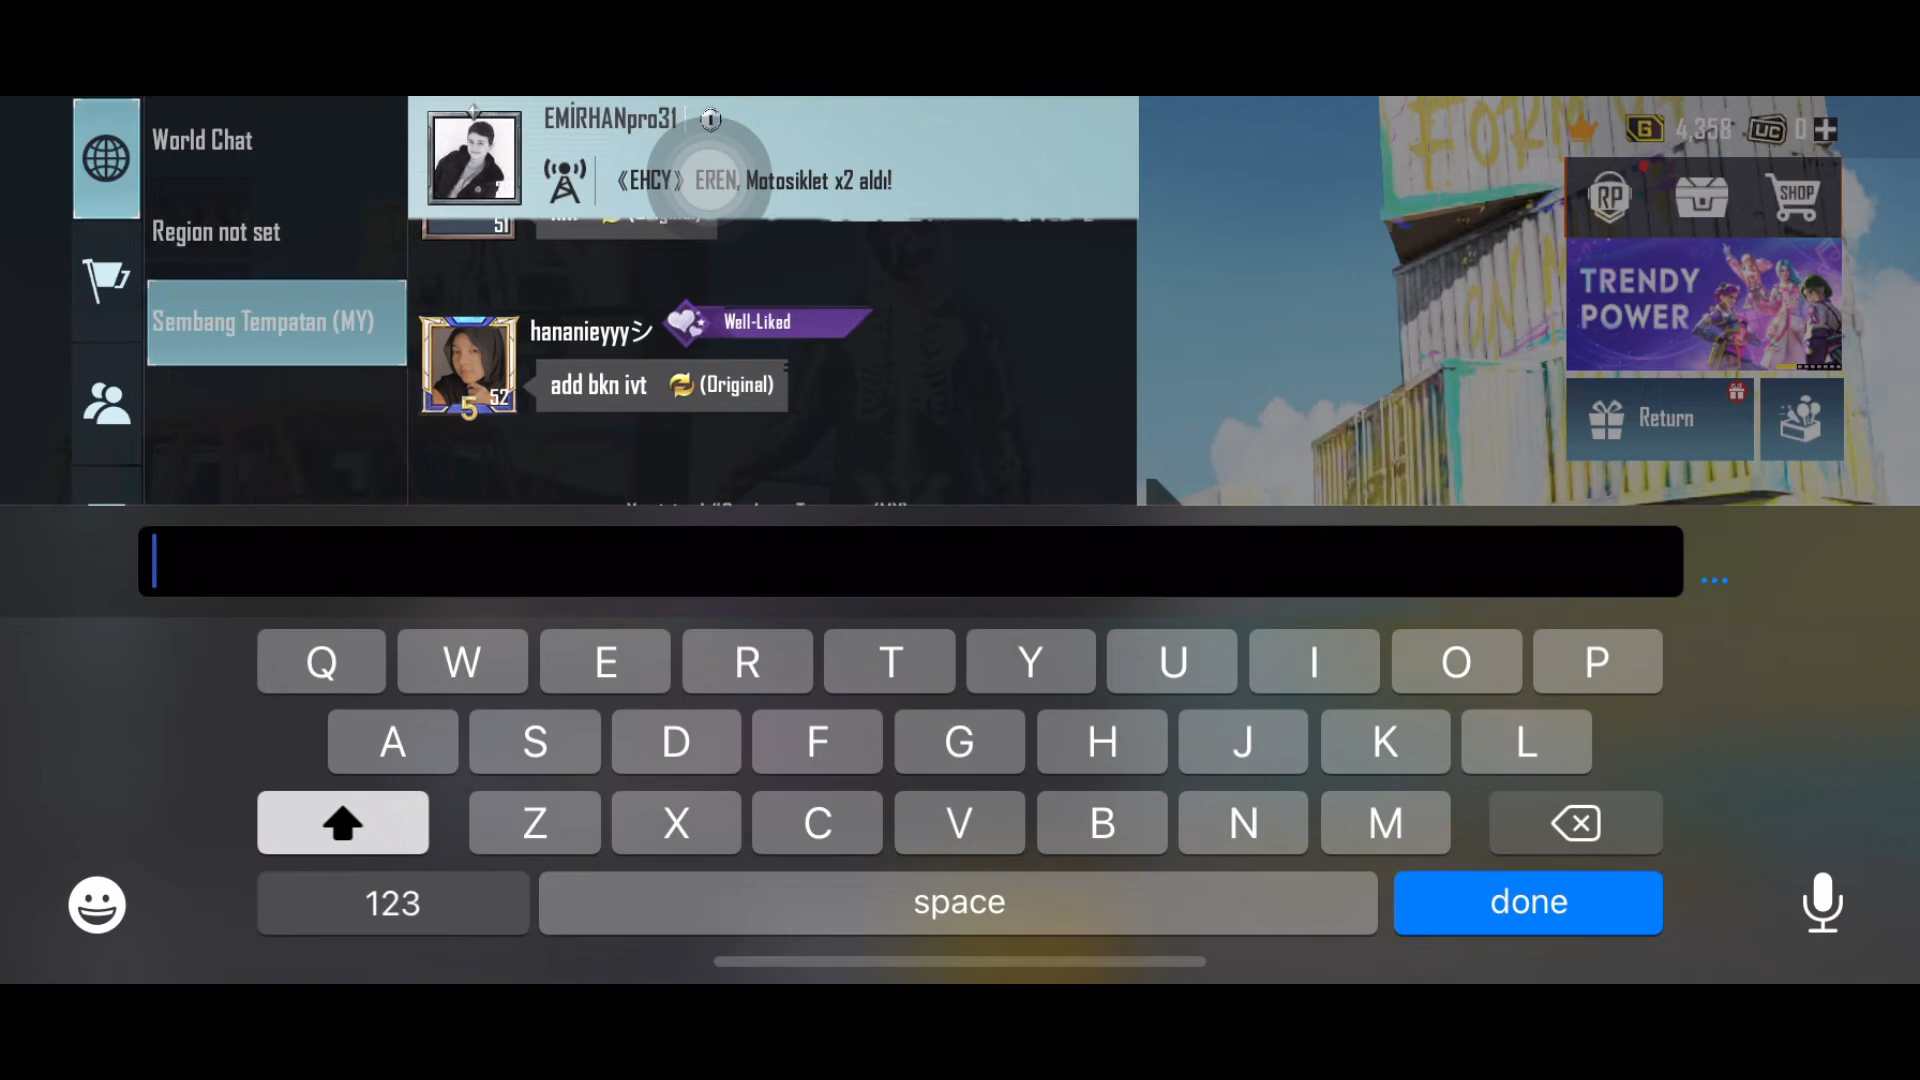 World Chat
Region not set
Sembang Tempatan (MY)
EMİRHANpro31
《EHCY》 EREN, Motosiklet x2 aldı!
51
hananieyyyシ
Well-Liked
add bkn ivt (Original)
52
5
G 4,358 UC 0
RP
SHOP
TRENDY
POWER
Return
Q W E R T Y U I O P
A S D F G H J K L
Z X C V B N M
123
space
done